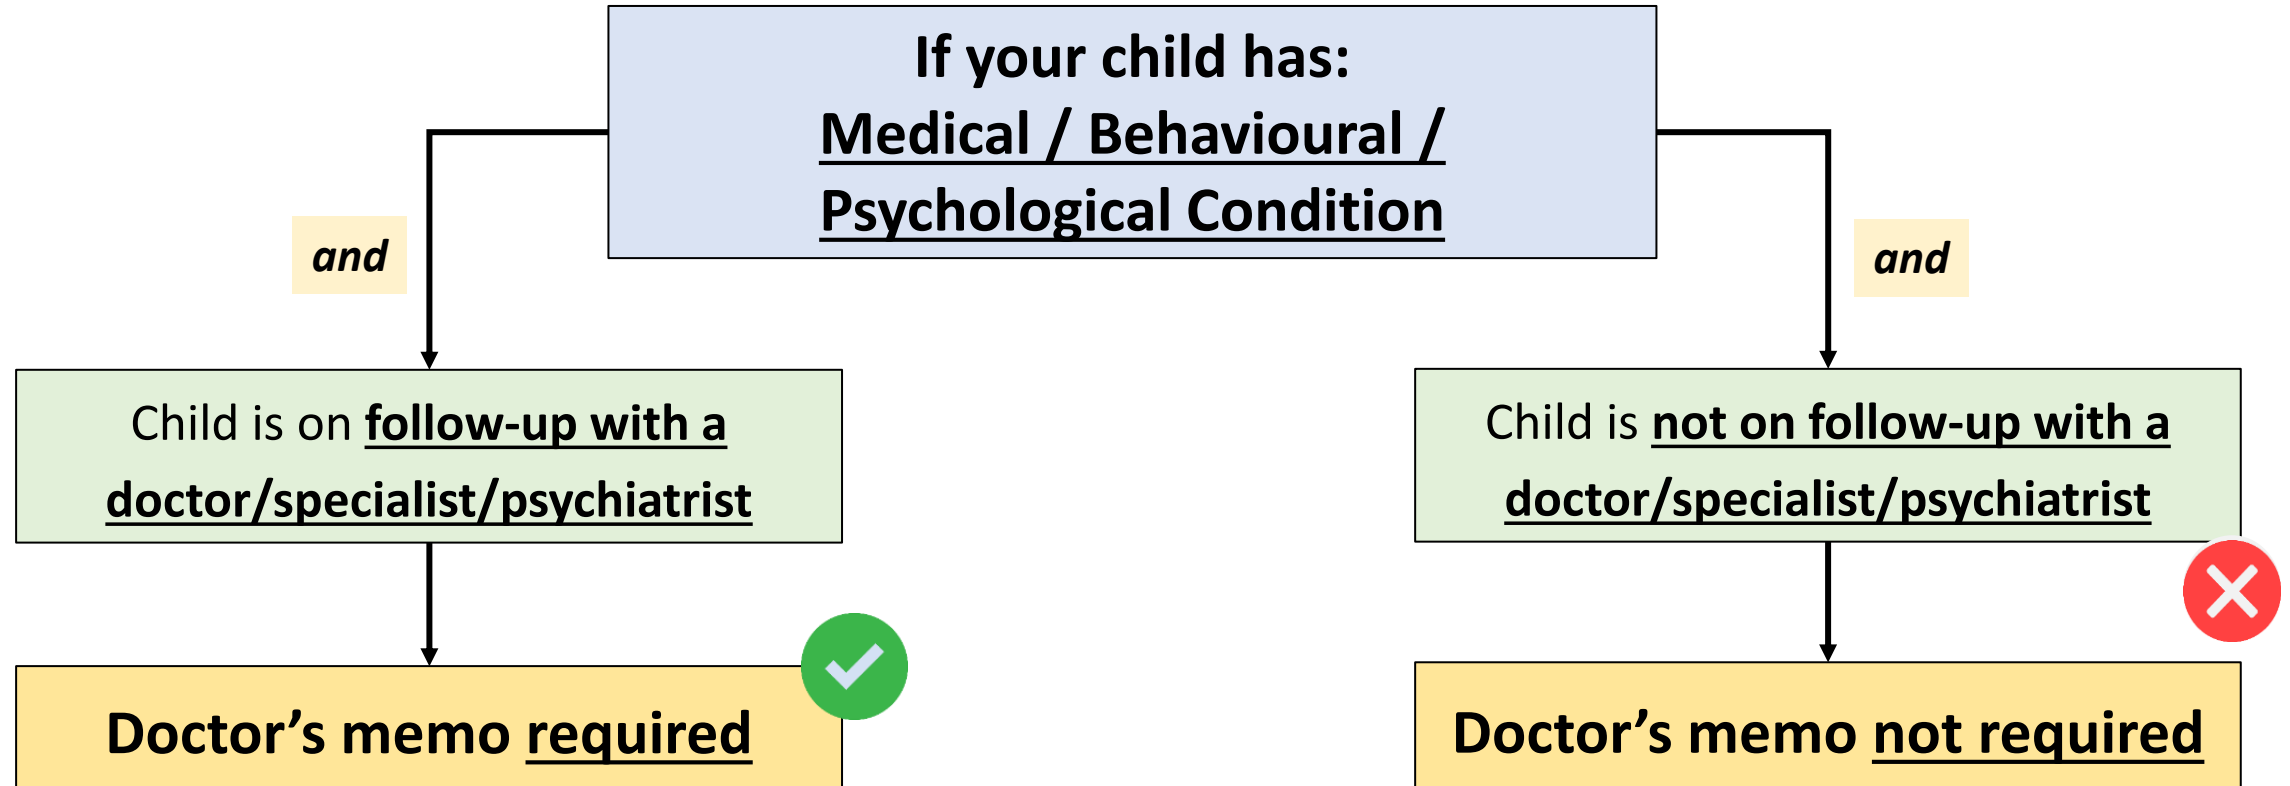 If your child has:
Medical / Behavioural /
Psychological Condition
and
and
Child is on follow-up with a
doctor/specialist/psychiatrist
Child is not on follow-up with a
doctor/specialist/psychiatrist
Doctor’s memo required
Doctor’s memo not required